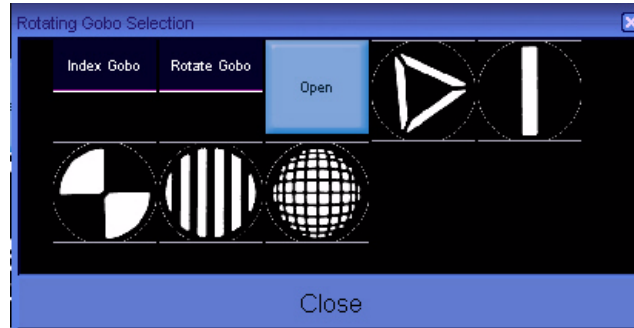 Rotating Gobo Selection
Index Gobo
Rotate Gobo
Open
Close